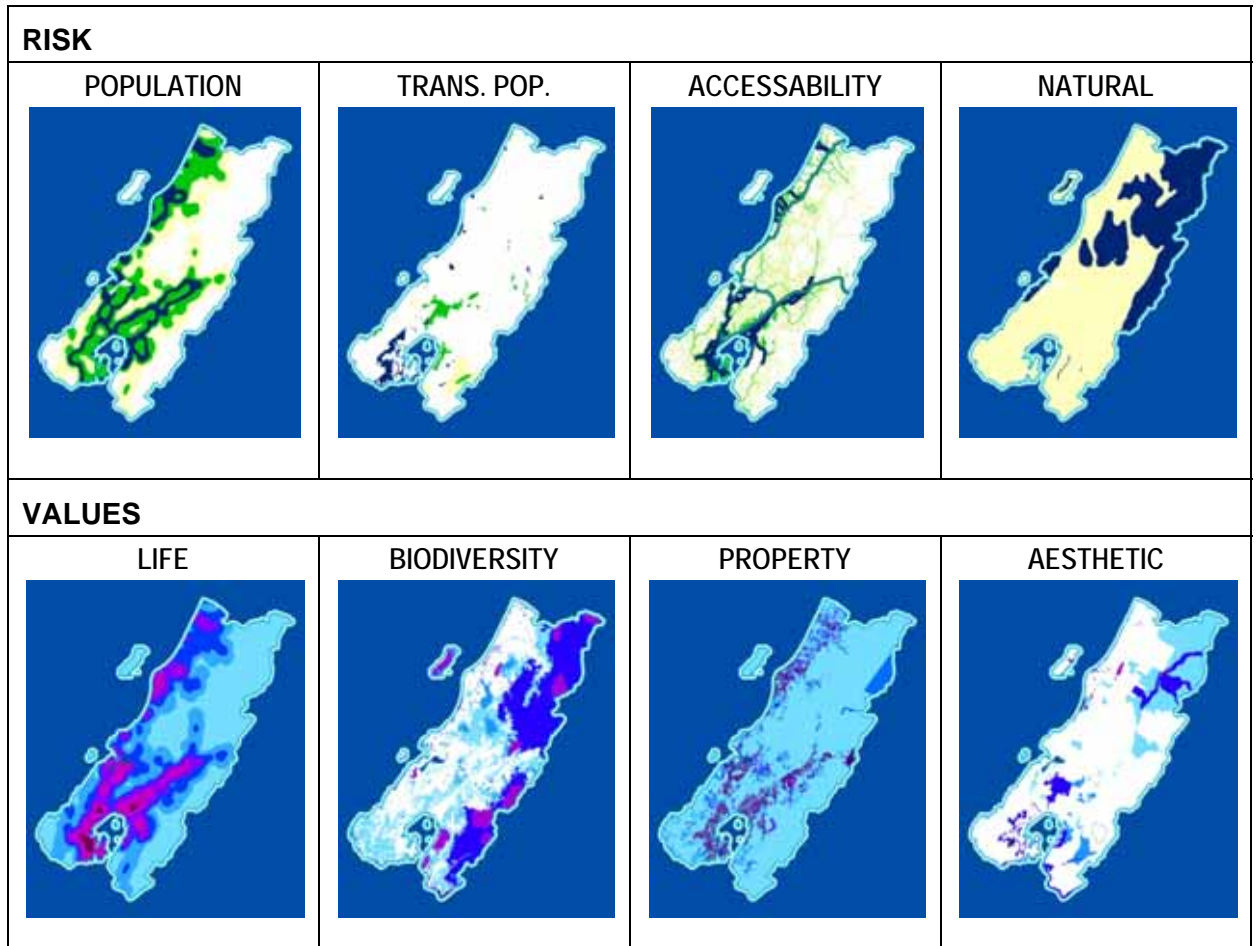 RISK
POPULATION
TRANS. POP.
ACCESSABILITY
NATURAL
VALUES
LIFE
BIODIVERSITY
PROPERTY
AESTHETIC